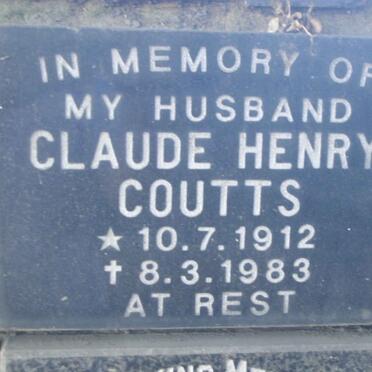 IN MEMORY OF
MY HUSBAND
CLAUDE HENRY
COUTTS
★ 10.7.1912
† 8.3.1983
AT REST